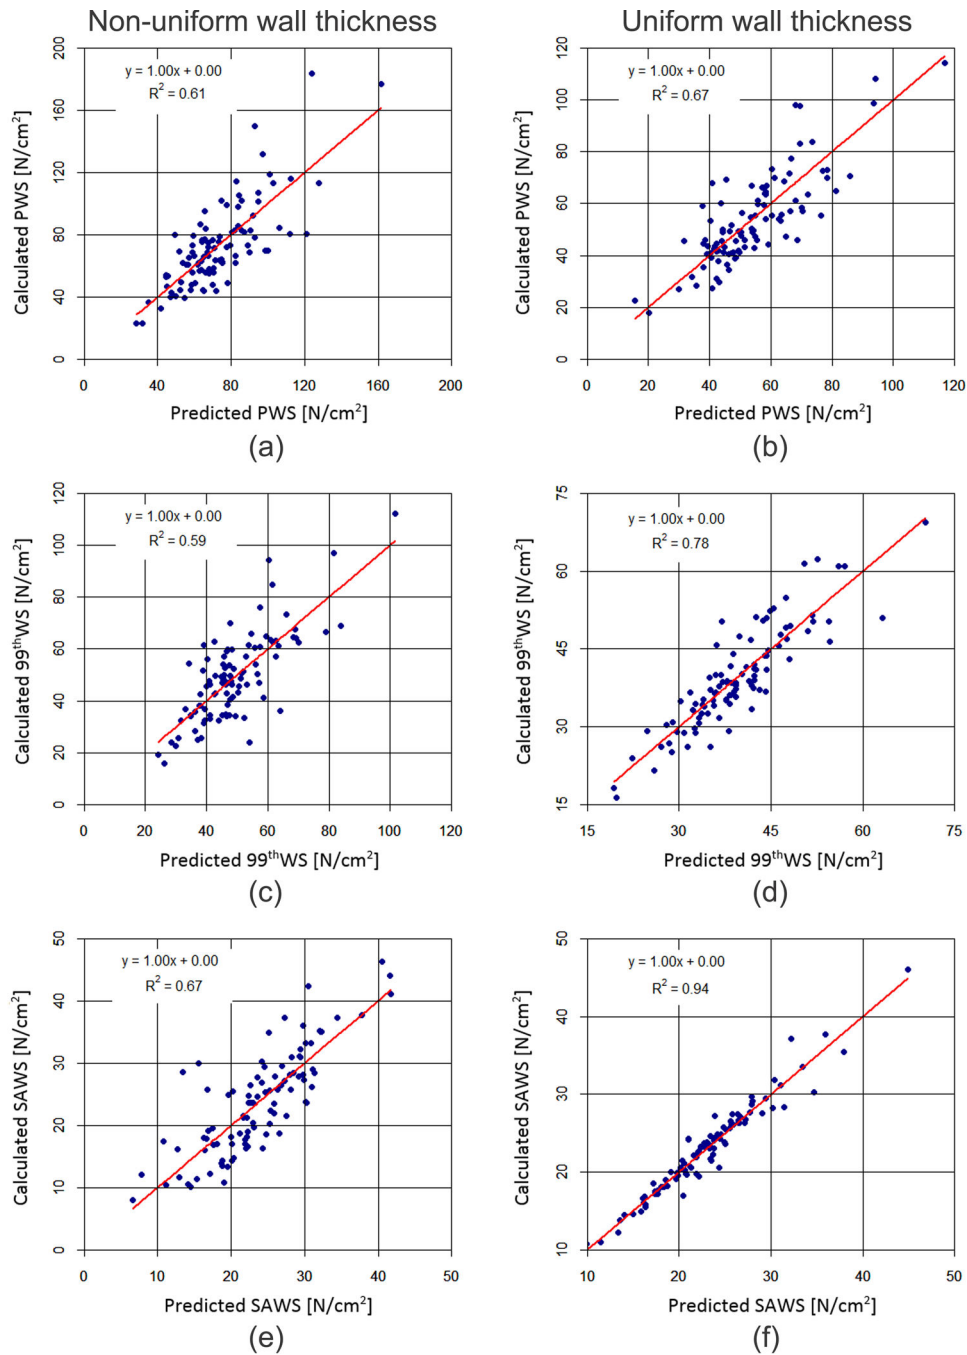 Non-uniform wall thickness
Uniform wall thickness
y = 1.00x + 0.00
R² = 0.61
Calculated PWS [N/cm²]
0 40 80 120 160 200
0 40 80 120 160 200
Predicted PWS [N/cm²]
(a)
y = 1.00x + 0.00
R² = 0.67
Calculated PWS [N/cm²]
0 20 40 60 80 100 120
0 20 40 60 80 100 120
Predicted PWS [N/cm²]
(b)
y = 1.00x + 0.00
R² = 0.59
Calculated 99ᵗʰWS [N/cm²]
0 20 40 60 80 100 120
0 20 40 60 80 100 120
Predicted 99ᵗʰWS [N/cm²]
(c)
y = 1.00x + 0.00
R² = 0.78
Calculated 99ᵗʰWS [N/cm²]
15 30 45 60 75
15 30 45 60 75
Predicted 99ᵗʰWS [N/cm²]
(d)
y = 1.00x + 0.00
R² = 0.67
Calculated SAWS [N/cm²]
0 10 20 30 40 50
0 10 20 30 40 50
Predicted SAWS [N/cm²]
(e)
y = 1.00x + 0.00
R² = 0.94
Calculated SAWS [N/cm²]
10 20 30 40 50
10 20 30 40 50
Predicted SAWS [N/cm²]
(f)